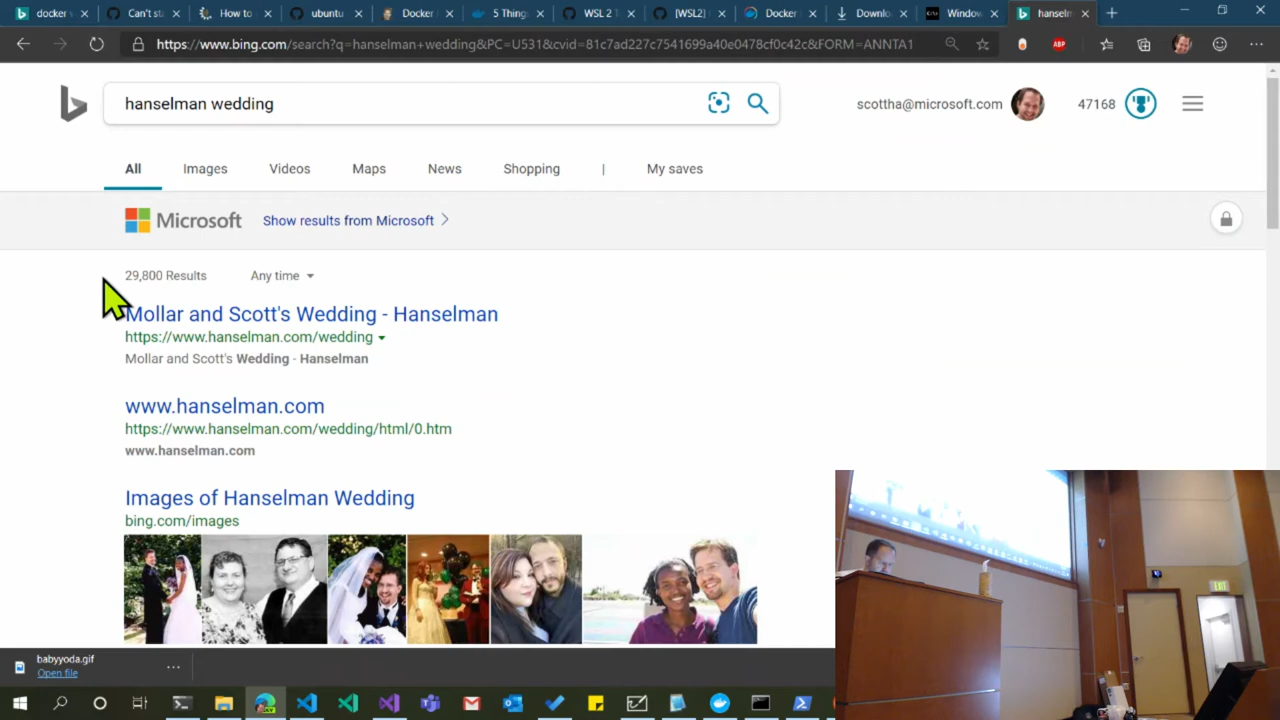 docker v
Can't st
How to
ubuntu
Docker
5 Thing
WSL 2
[WSL2]
Docker
Downlo
Window
hanselm
https://www.bing.com/search?q=hanselman+wedding&PC=U531&cvid=81c7ad227c7541699a40e0478cf0c42c&FORM=ANNTA1
ABP
hanselman wedding
scottha@microsoft.com
47168
All
Images
Videos
Maps
News
Shopping
|
My saves
Microsoft
Show results from Microsoft
29,800 Results
Any time
Mollar and Scott's Wedding - Hanselman
https://www.hanselman.com/wedding
Mollar and Scott's Wedding - Hanselman
www.hanselman.com
https://www.hanselman.com/wedding/html/0.htm
www.hanselman.com
Images of Hanselman Wedding
bing.com/images
babyyoda.gif
Open file